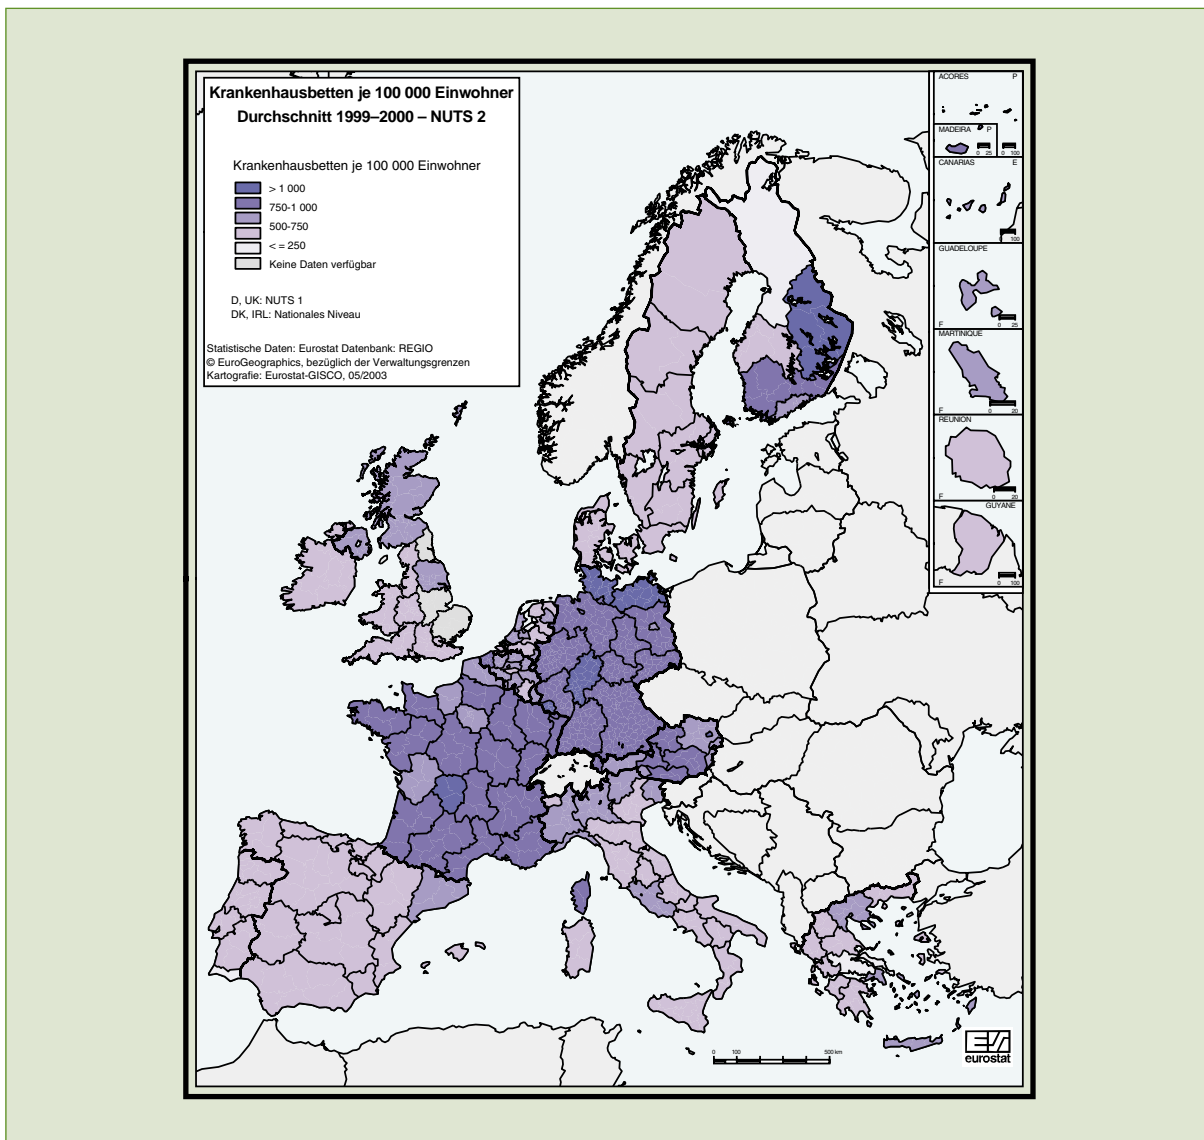 Krankenhausbetten je 100 000 Einwohner
Durchschnitt 1999–2000 – NUTS 2
Krankenhausbetten je 100 000 Einwohner
> 1 000
750-1 000
500-750
< = 250
Keine Daten verfügbar
D, UK: NUTS 1
DK, IRL: Nationales Niveau
Statistische Daten: Eurostat Datenbank: REGIO
© EuroGeographics, bezüglich der Verwaltungsgrenzen
Kartografie: Eurostat-GISCO, 05/2003
ACORES P
MADEIRA P
0 25 0 100
CANARIAS E
0 100
GUADELOUPE
F 0 25
MARTINIQUE
F 0 20
REUNION
F 0 20
GUYANE
F 0 100
0 100 500 km
eurostat